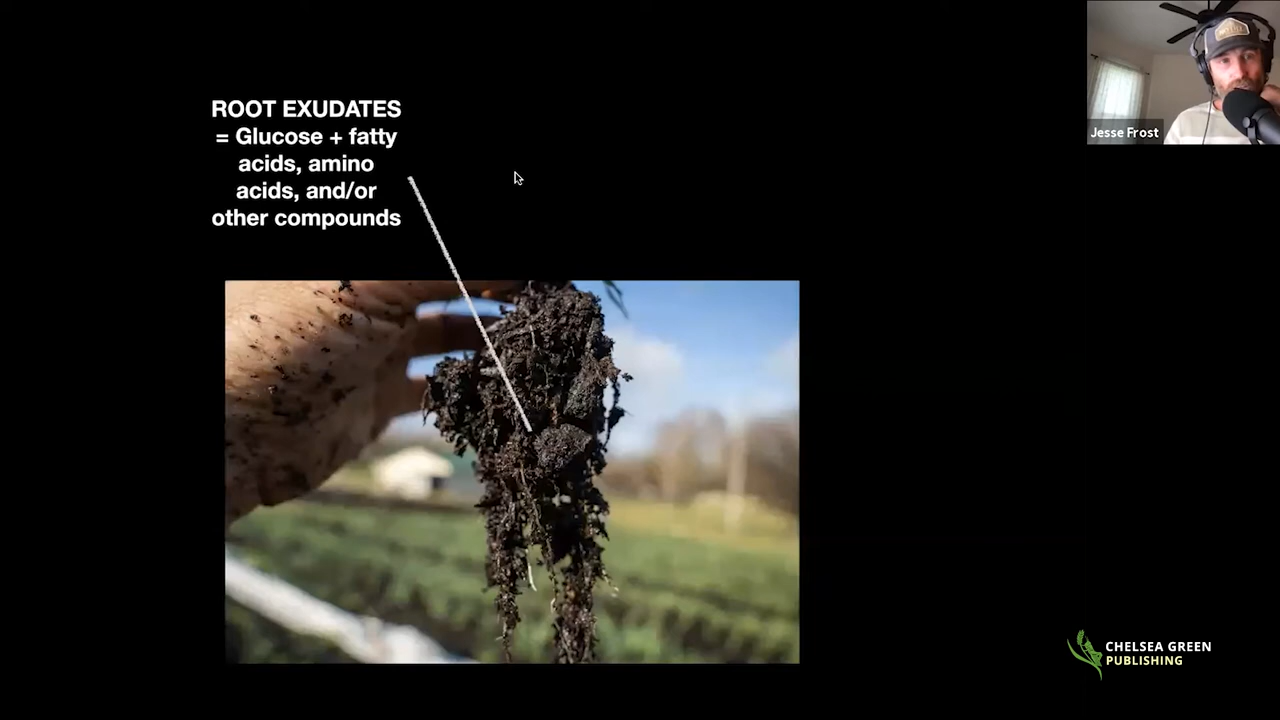 ROOT EXUDATES
= Glucose + fatty
acids, amino
acids, and/or
other compounds
Jesse Frost
CHELSEA GREEN
PUBLISHING